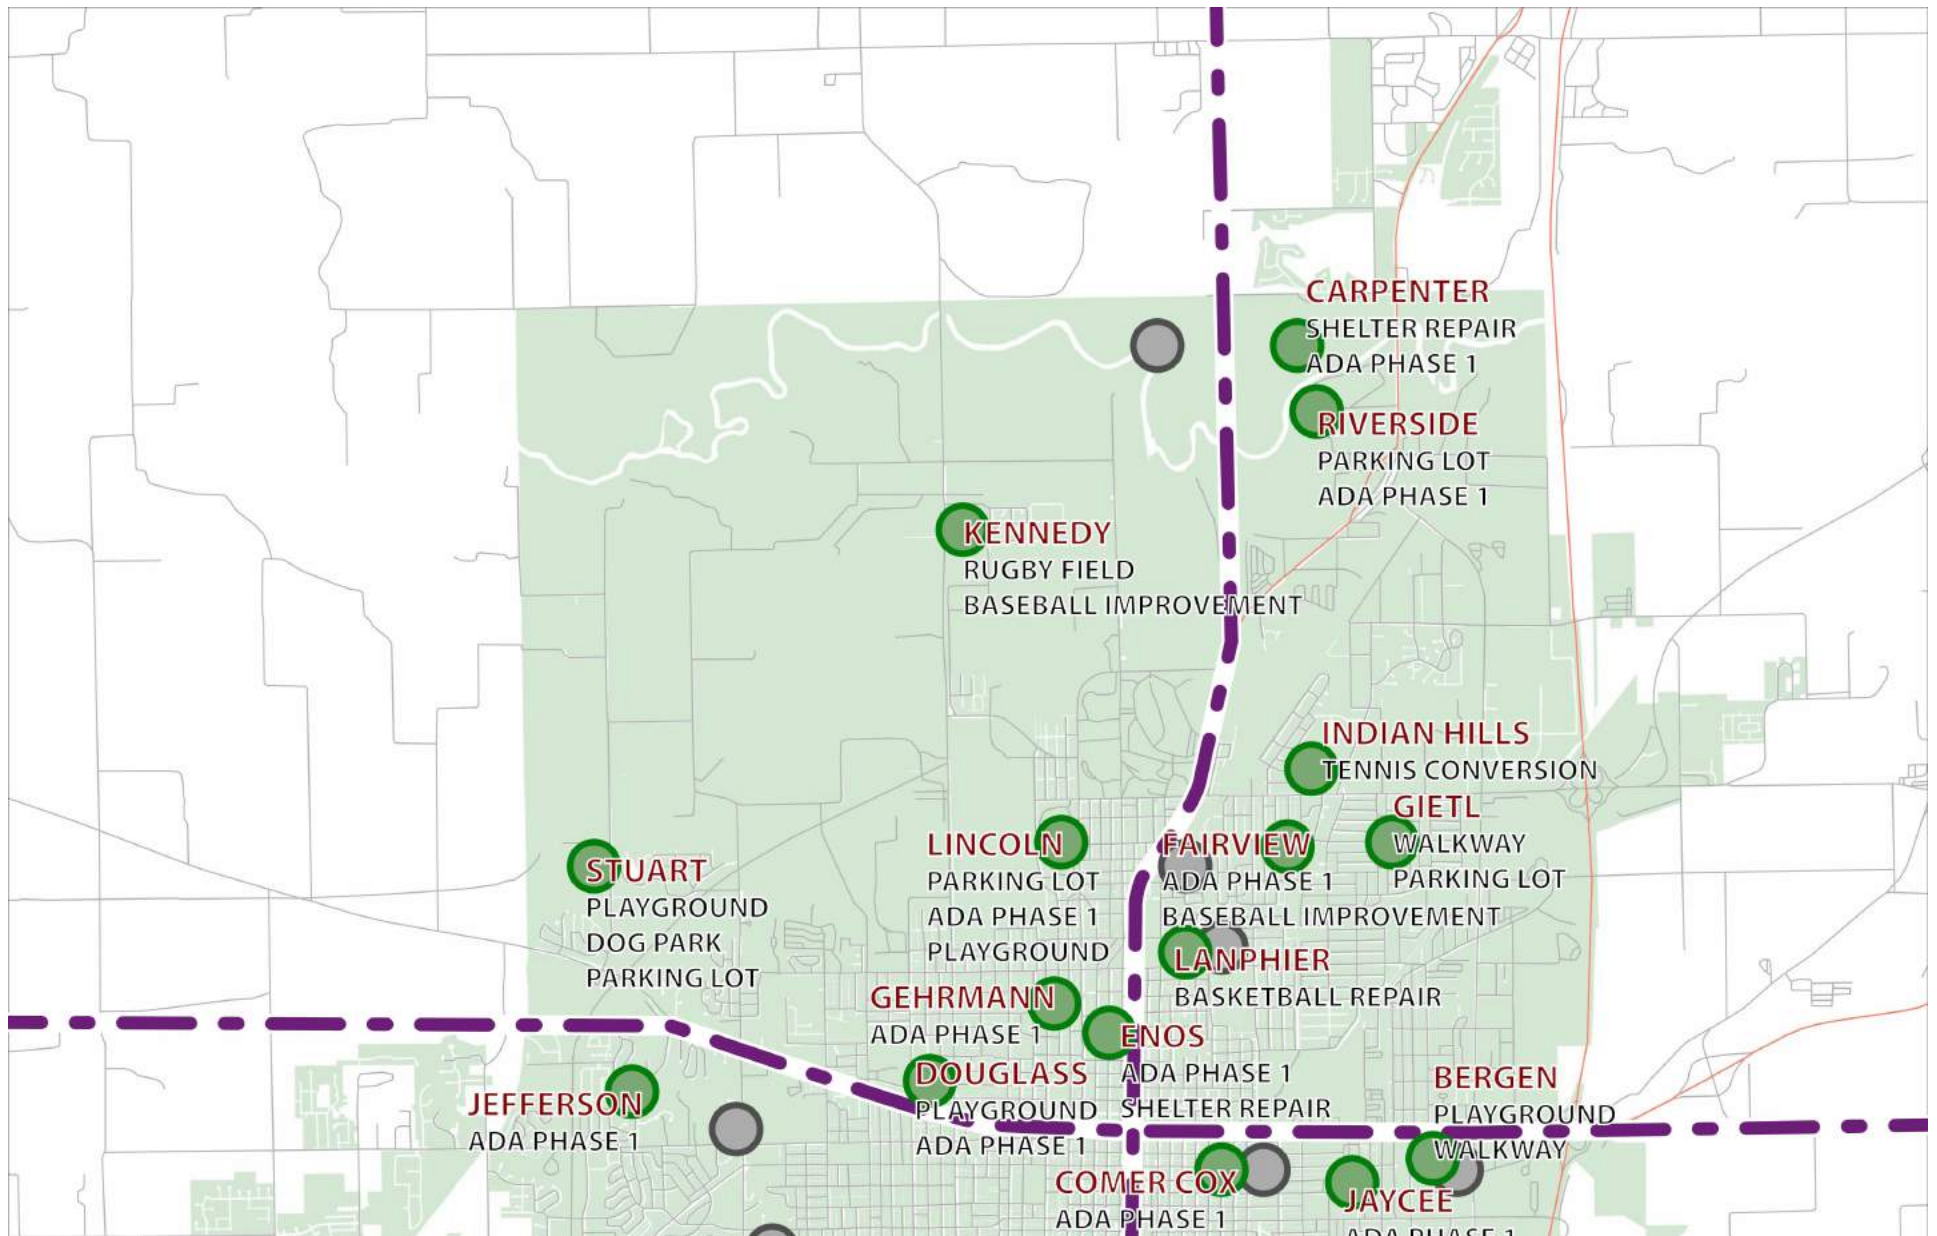 CARPENTER
SHELTER REPAIR
ADA PHASE 1
RIVERSIDE
PARKING LOT
ADA PHASE 1
KENNEDY
RUGBY FIELD
BASEBALL IMPROVEMENT
INDIAN HILLS
TENNIS CONVERSION
GIETL
WALKWAY
PARKING LOT
LINCOLN
PARKING LOT
ADA PHASE 1
PLAYGROUND
FAIRVIEW
ADA PHASE 1
BASEBALL IMPROVEMENT
STUART
PLAYGROUND
DOG PARK
PARKING LOT
LANPHIER
BASKETBALL REPAIR
GEHRMANN
ADA PHASE 1
ENOS
ADA PHASE 1
SHELTER REPAIR
DOUGLASS
PLAYGROUND
ADA PHASE 1
BERGEN
PLAYGROUND
WALKWAY
JEFFERSON
ADA PHASE 1
COMER COX
ADA PHASE 1
JAYCEE
ADA PHASE 1